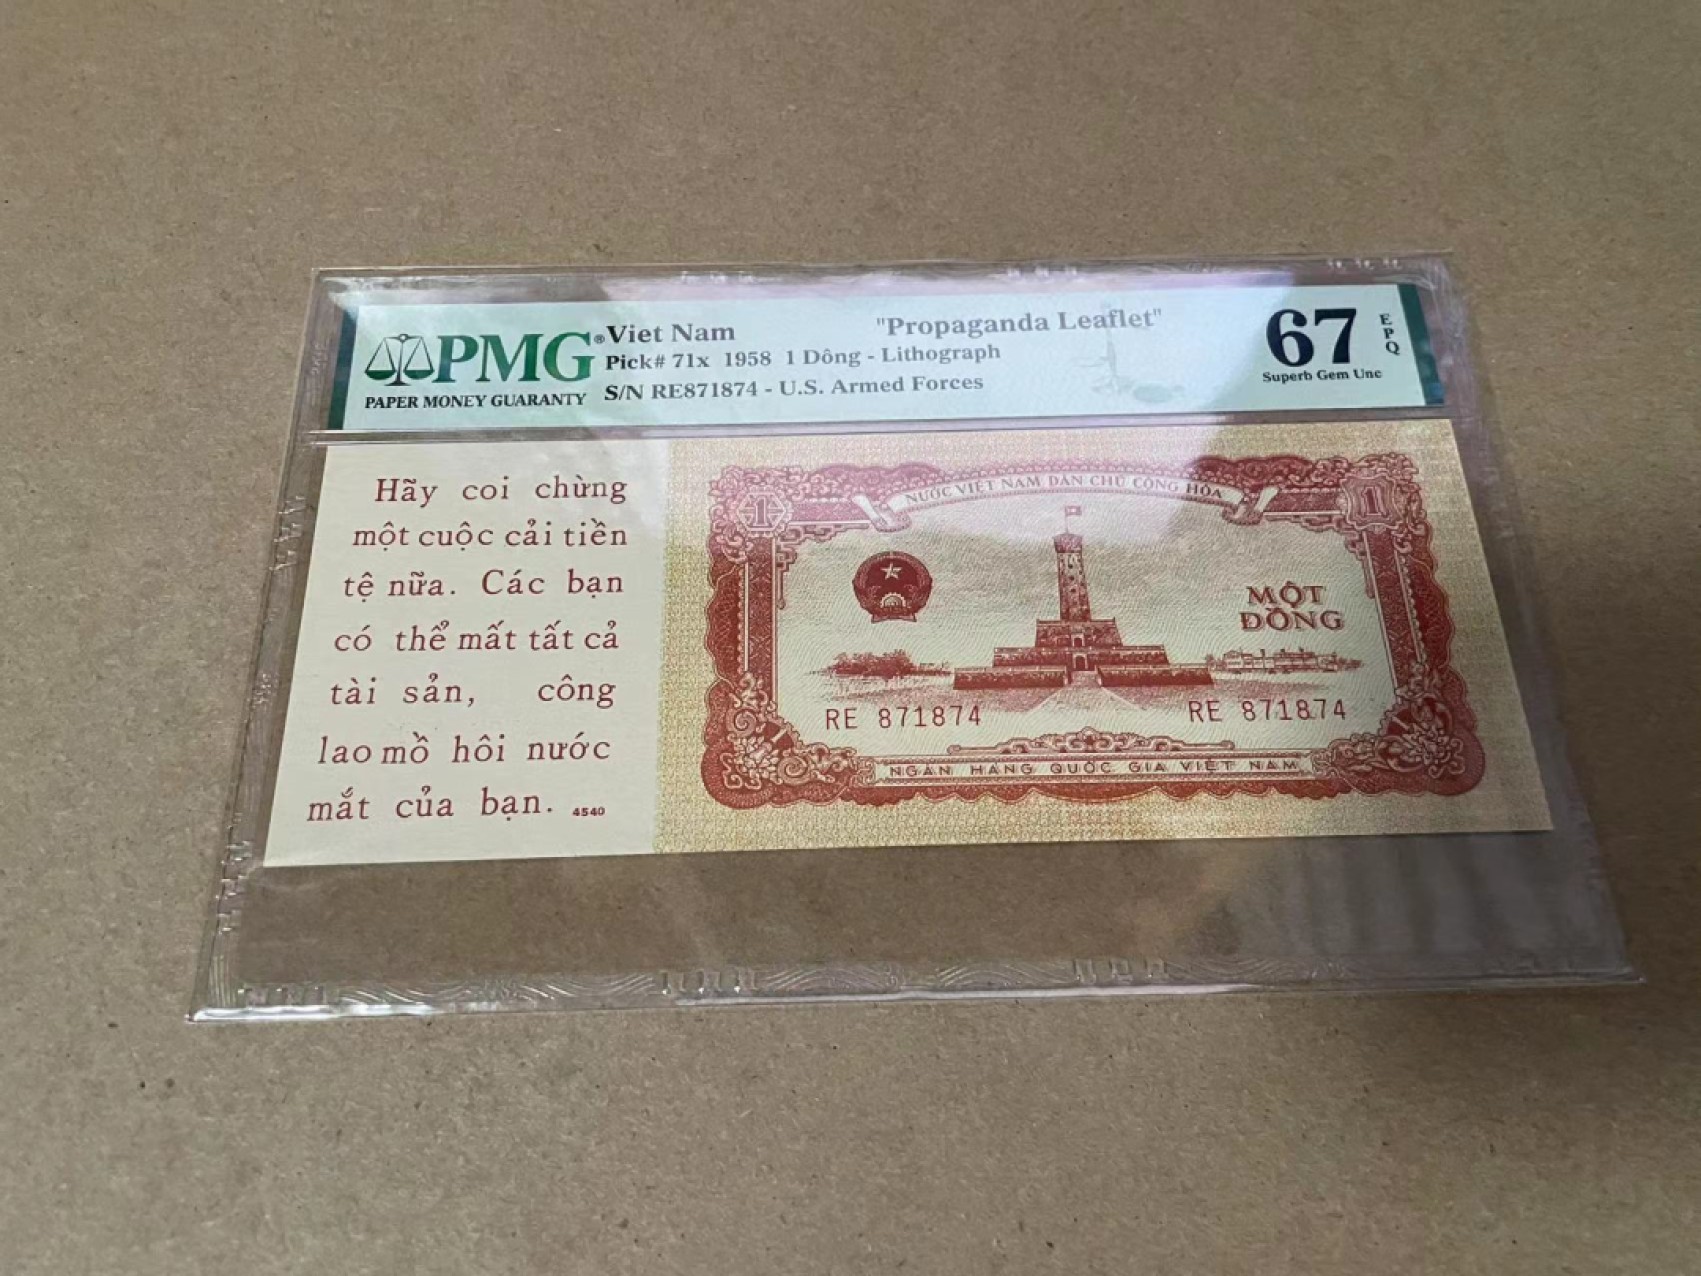 PMG®
PAPER MONEY GUARANTY
Viet Nam "Propaganda Leaflet"
Pick# 71x 1958 1 Dông - Lithograph
S/N RE871874 - U.S. Armed Forces
67 EPQ
Superb Gem Unc
Hãy coi chừng
một cuộc cải tiền
tệ nữa. Các bạn
có thể mất tất cả
tài sản, công
lao mồ hôi nước
mắt của bạn. 4540
1 NƯỚC VIỆT NAM DÂN CHỦ CỘNG HÒA 1
MỘT
ĐỒNG
RE 871874 RE 871874
NGÂN HÀNG QUỐC GIA VIỆT NAM